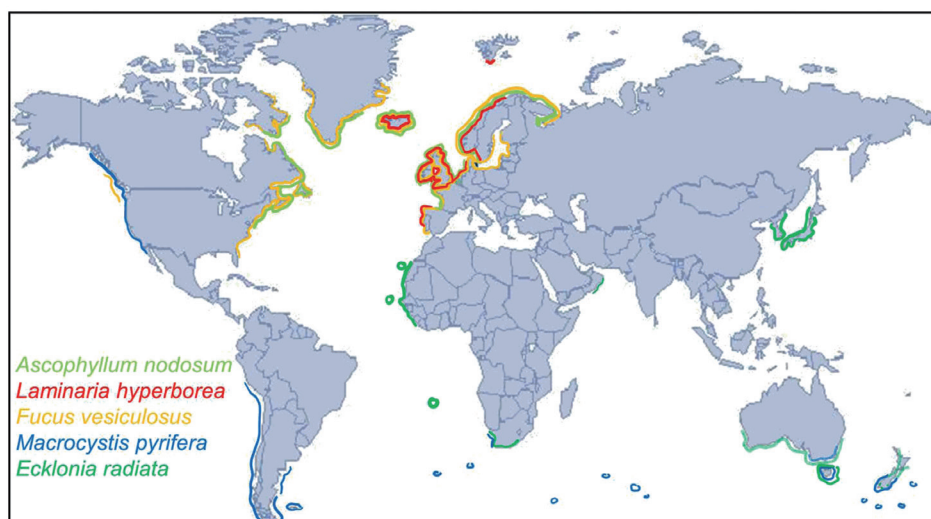 Ascophyllum nodosum
Laminaria hyperborea
Fucus vesiculosus
Macrocystis pyrifera
Ecklonia radiata